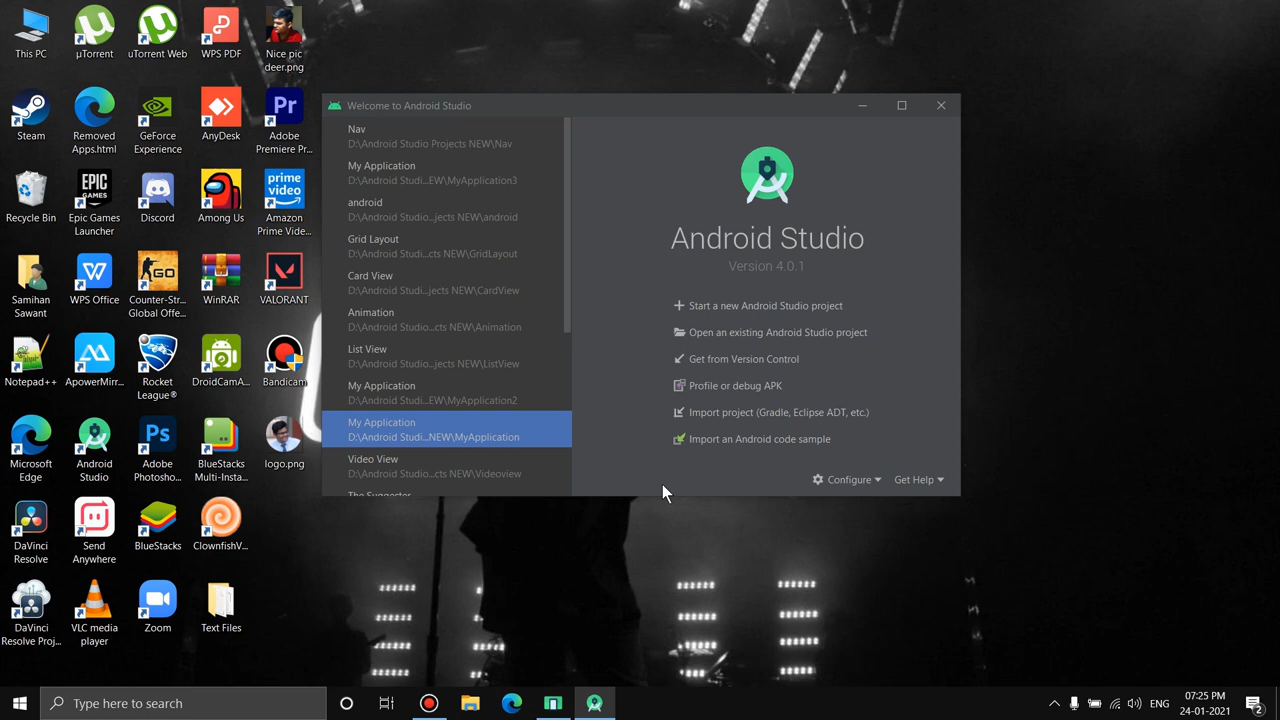 This PC
µTorrent
uTorrent Web
WPS PDF
Nice pic
deer.png
Steam
Removed
Apps.html
GeForce
Experience
AnyDesk
Adobe
Premiere Pr...
Recycle Bin
Epic Games
Launcher
Discord
Among Us
Amazon
Prime Vide...
Samihan
Sawant
WPS Office
Counter-Str...
Global Offe...
WinRAR
VALORANT
Notepad++
ApowerMirr...
Rocket
League®
DroidCamA...
Bandicam
Microsoft
Edge
Android
Studio
Adobe
Photosho...
BlueStacks
Multi-Insta...
logo.png
DaVinci
Resolve
Send
Anywhere
BlueStacks
ClownfishV...
DaVinci
Resolve Proj...
VLC media
player
Zoom
Text Files
Welcome to Android Studio
Nav
D:\Android Studio Projects NEW\Nav
My Application
D:\Android Studi...EW\MyApplication3
android
D:\Android Studio...jects NEW\android
Grid Layout
D:\Android Studi...cts NEW\GridLayout
Card View
D:\Android Studi...jects NEW\CardView
Animation
D:\Android Studio...cts NEW\Animation
List View
D:\Android Studio...jects NEW\ListView
My Application
D:\Android Studi...EW\MyApplication2
My Application
D:\Android Studi...NEW\MyApplication
Video View
D:\Android Studio...cts NEW\Videoview
The Suggestor
Android Studio
Version 4.0.1
Start a new Android Studio project
Open an existing Android Studio project
Get from Version Control
Profile or debug APK
Import project (Gradle, Eclipse ADT, etc.)
Import an Android code sample
Configure
Get Help
Type here to search
ENG
07:25 PM
24-01-2021
2